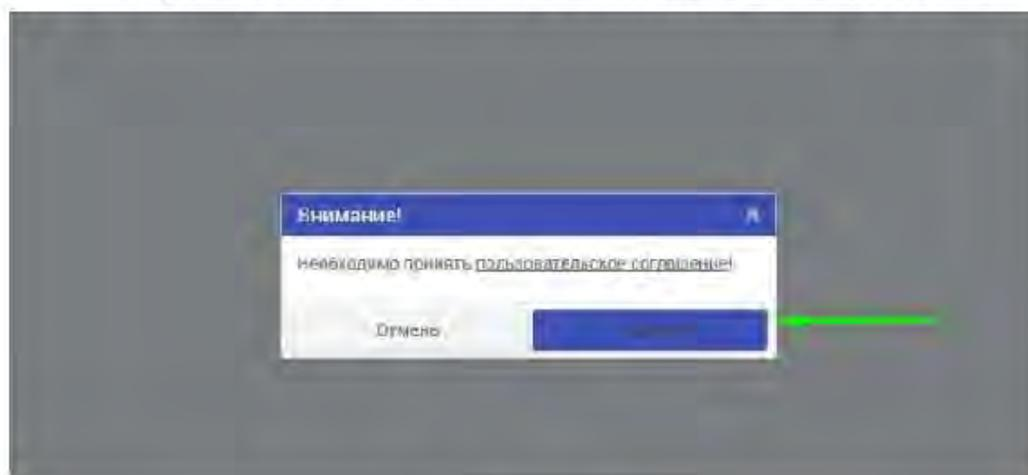 Внимание!
Необходимо принять пользовательское соглашение!
Отмена